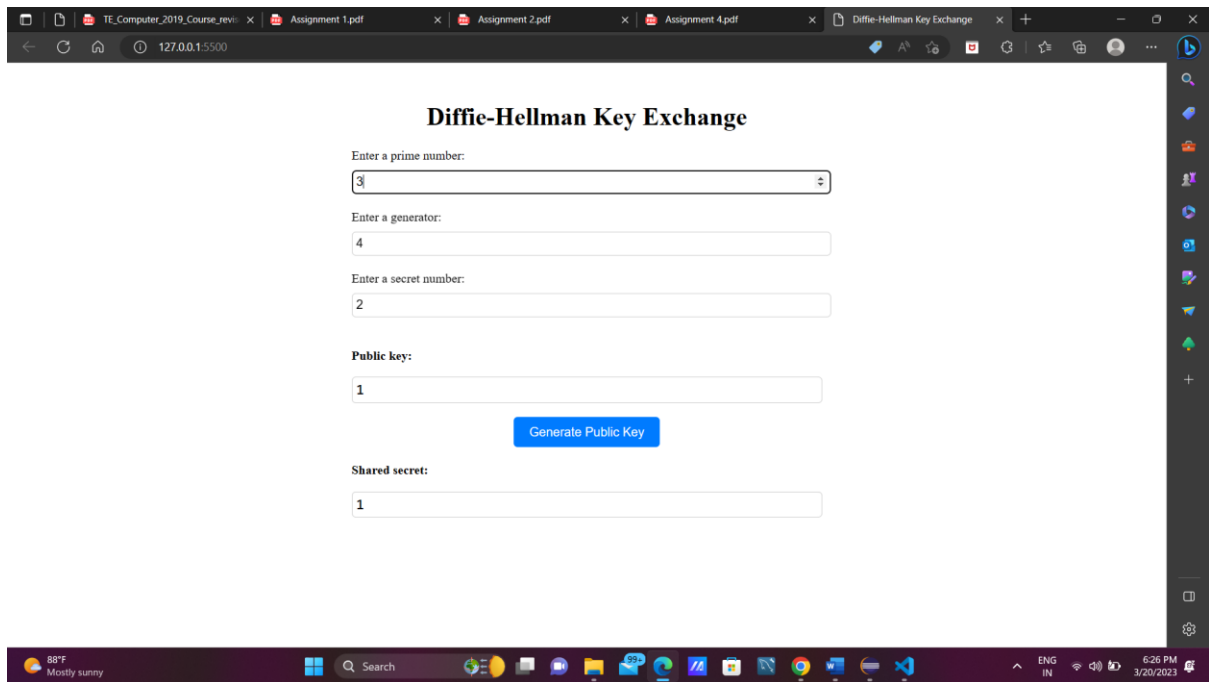 TE_Computer_2019_Course_revis
Assignment 1.pdf
Assignment 2.pdf
Assignment 4.pdf
Diffie-Hellman Key Exchange
127.0.0.1:5500
Diffie-Hellman Key Exchange
Enter a prime number:
3
Enter a generator:
4
Enter a secret number:
2
Public key:
1
Generate Public Key
Shared secret:
1
88°F
Mostly sunny
Search
99+
ENG
IN
6:26 PM
3/20/2023